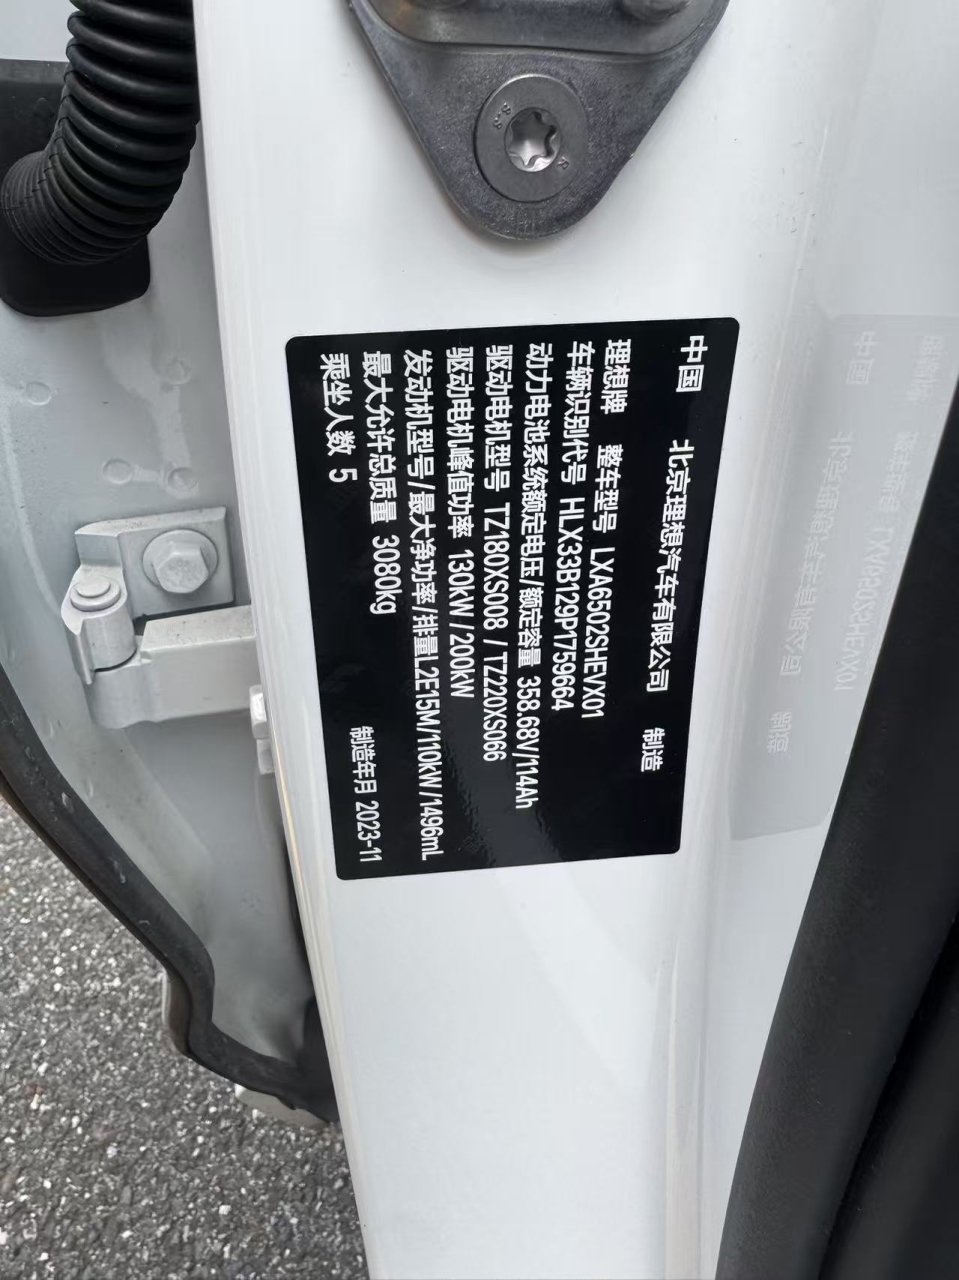 中国 北京理想汽车有限公司 制造
理想牌 整车型号 LXA6502SHEVX01
车辆识别代号 HLX33B129P1759664
动力电池系统额定电压/额定容量 358.68V/114Ah
驱动电机型号 TZ180XS008 / TZ220XS066
驱动电机峰值功率 130kW/200kW
发动机型号/最大净功率/排量L2E15M/110kW/1496mL
最大允许总质量 3080kg
乘坐人数 5 制造年月 2023-11
8.8